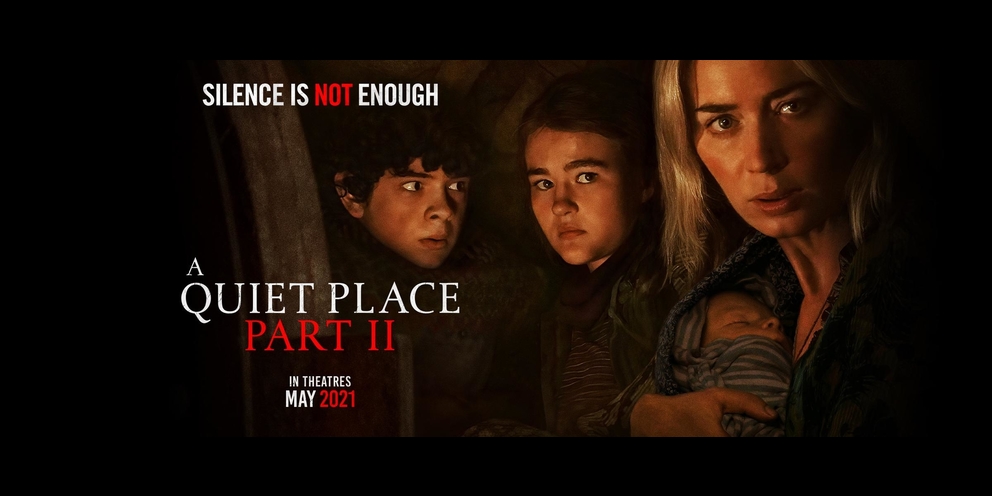 SILENCE IS NOT ENOUGH
A
QUIET PLACE
PART II
IN THEATRES
MAY 2021